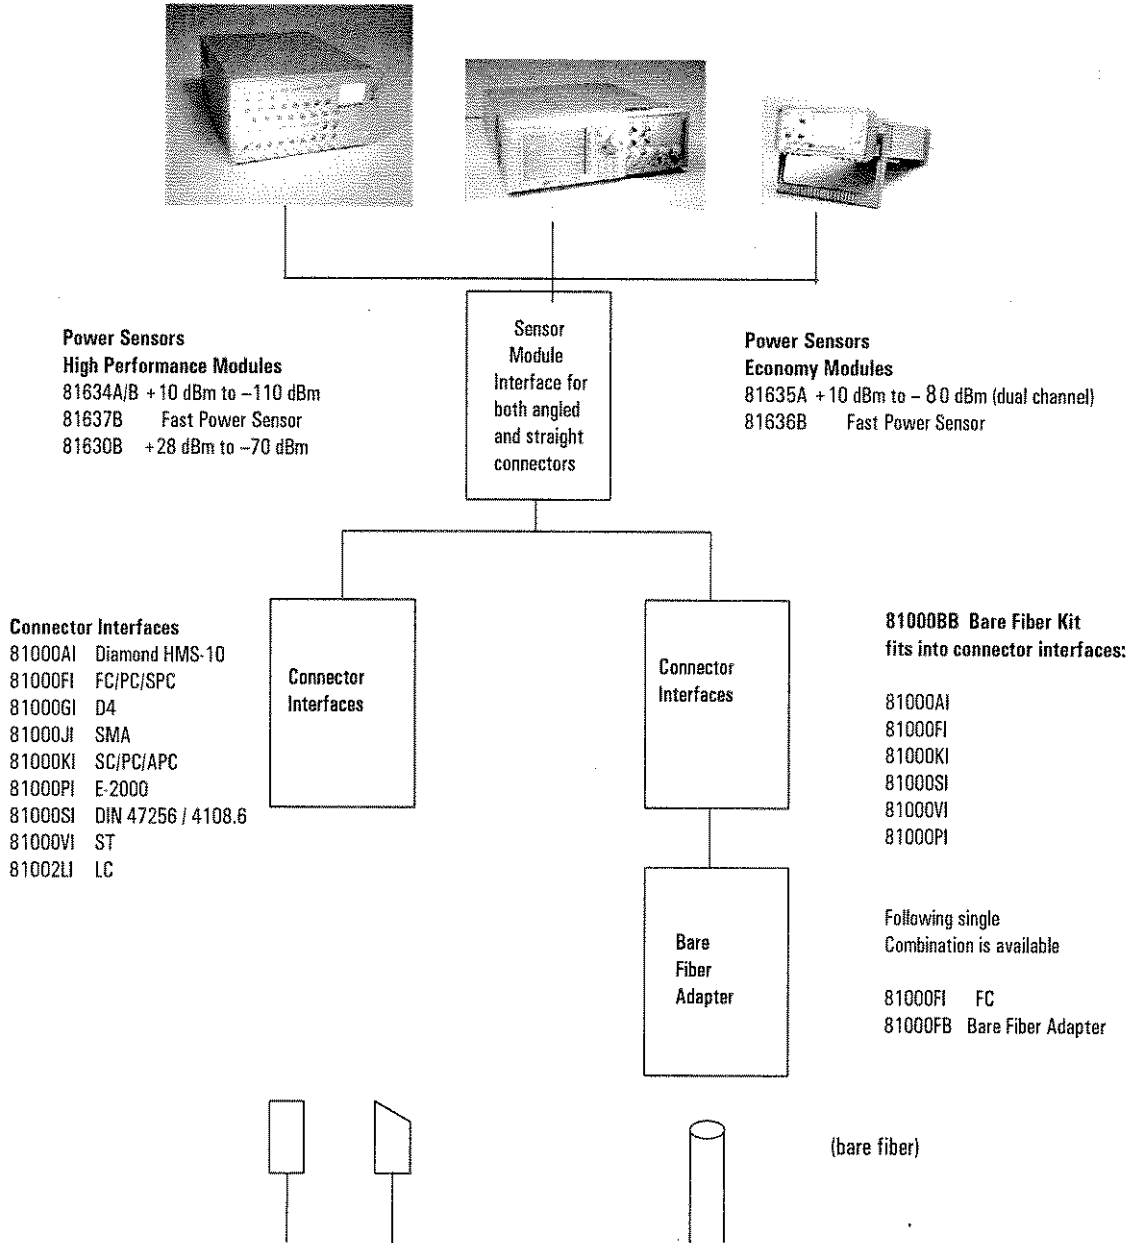 Power Sensors
High Performance Modules
81634A/B +10 dBm to –110 dBm
81637B Fast Power Sensor
81630B +28 dBm to –70 dBm
Sensor
Module
Interface for
both angled
and straight
connectors
Power Sensors
Economy Modules
81635A +10 dBm to – 80 dBm (dual channel)
81636B Fast Power Sensor
Connector Interfaces
81000AI Diamond HMS-10
81000FI FC/PC/SPC
81000GI D4
81000JI SMA
81000KI SC/PC/APC
81000PI E-2000
81000SI DIN 47256 / 4108.6
81000VI ST
81002LI LC
Connector
Interfaces
Connector
Interfaces
81000BB Bare Fiber Kit
fits into connector interfaces:
81000AI
81000FI
81000KI
81000SI
81000VI
81000PI
Bare
Fiber
Adapter
Following single
Combination is available
81000FI FC
81000FB Bare Fiber Adapter
(bare fiber)